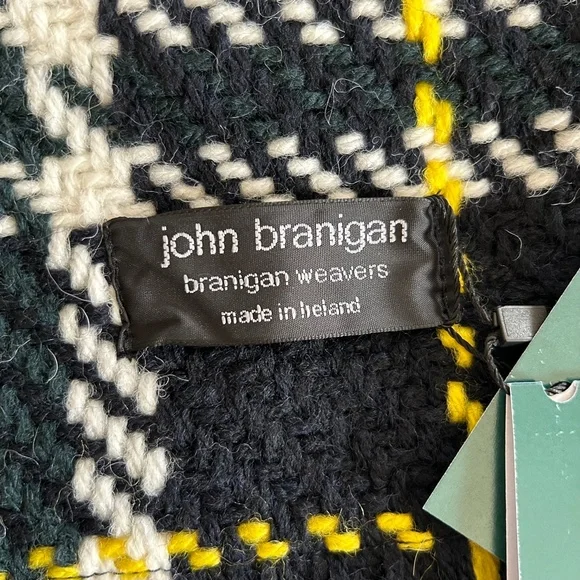 john branigan
branigan weavers
made in Ireland